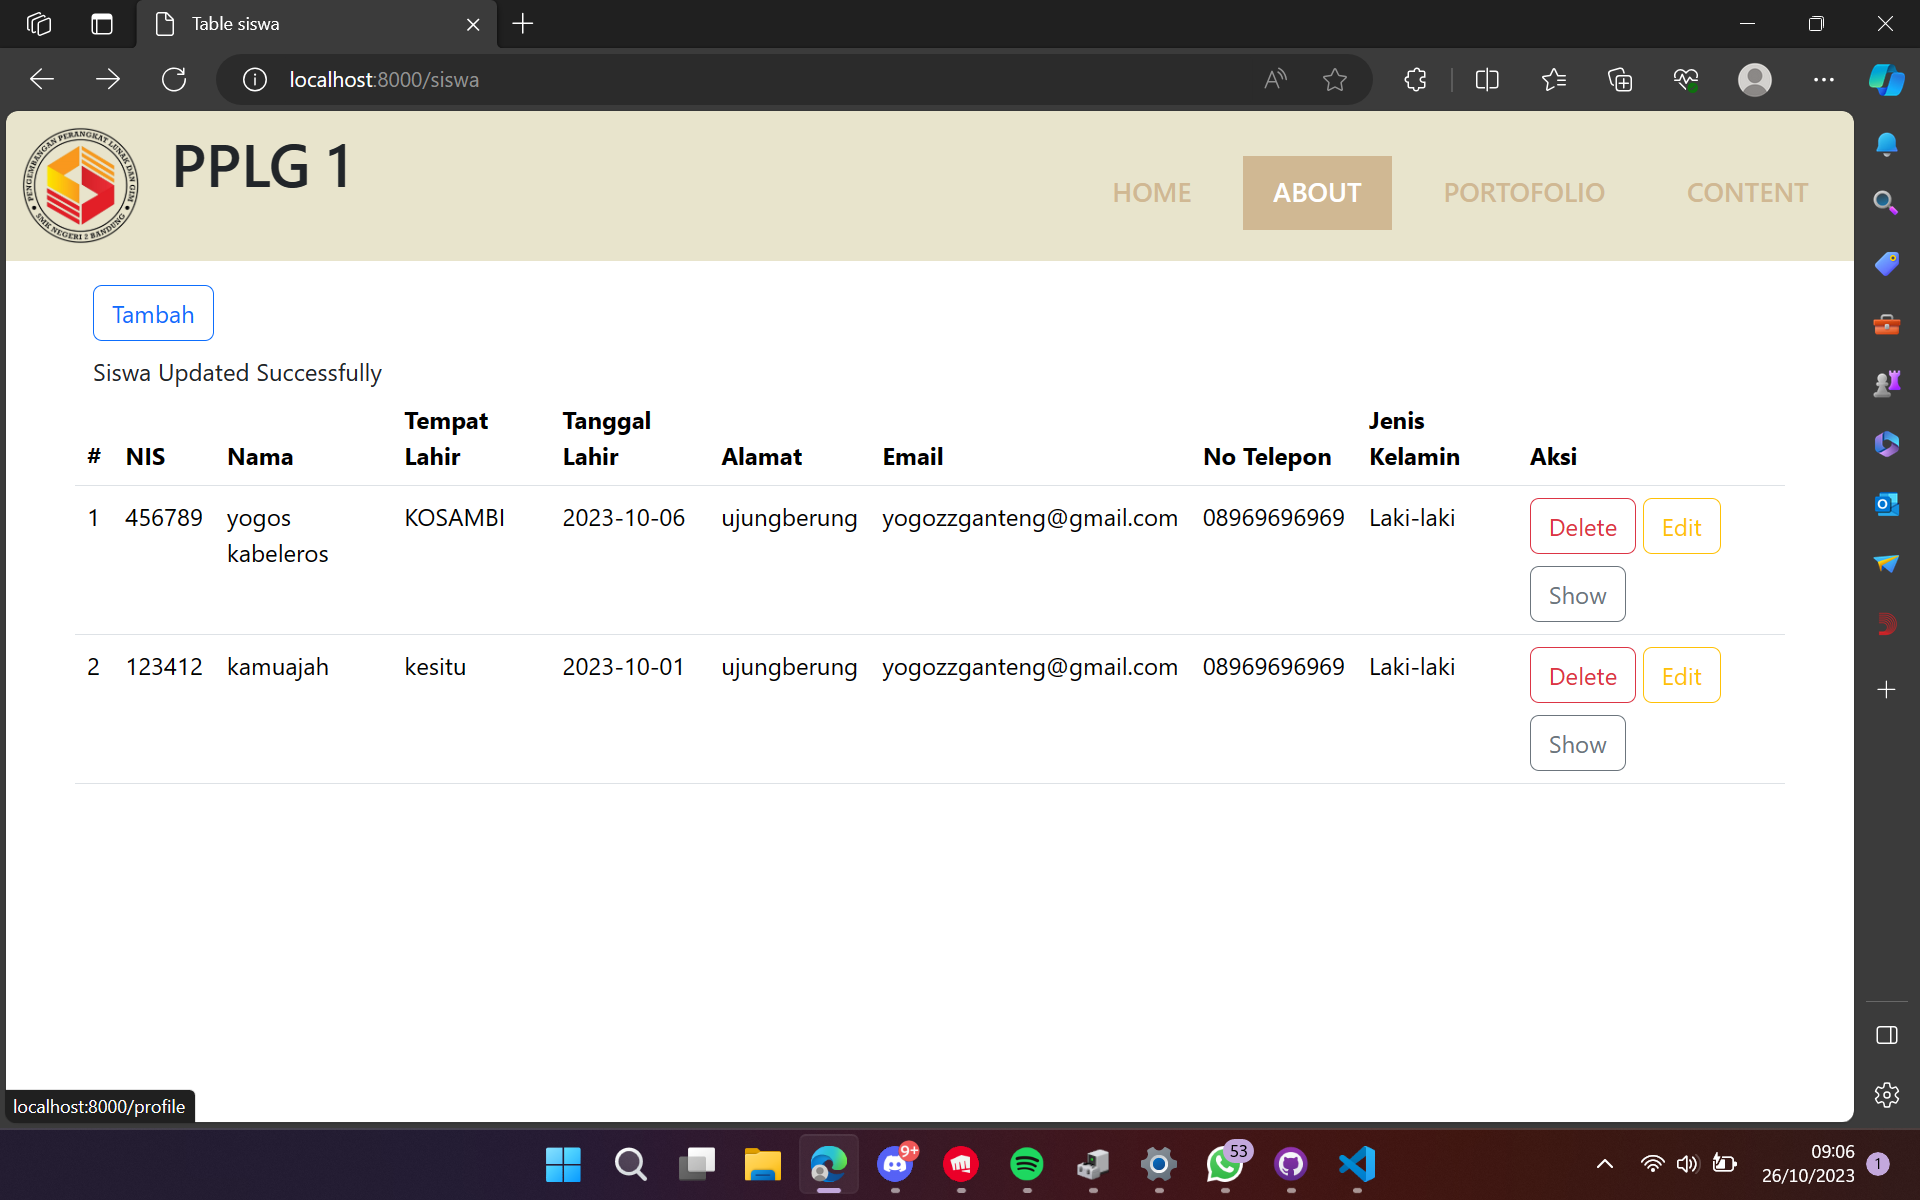 Table siswa
localhost:8000/siswa
PENGEMBANGAN PERANGKAT LUNAK DAN GIM
SMK NEGERI 2 BANDUNG
PPLG 1
HOME
ABOUT
PORTOFOLIO
CONTENT
Tambah
Siswa Updated Successfully
# NIS Nama Tempat Lahir Tanggal Lahir Alamat Email No Telepon Jenis Kelamin Aksi
1 456789 yogos kabeleros KOSAMBI 2023-10-06 ujungberung yogozzganteng@gmail.com 08969696969 Laki-laki Delete Edit
Show
2 123412 kamuajah kesitu 2023-10-01 ujungberung yogozzganteng@gmail.com 08969696969 Laki-laki Delete Edit
Show
localhost:8000/profile
9+
53
09:06
26/10/2023
1